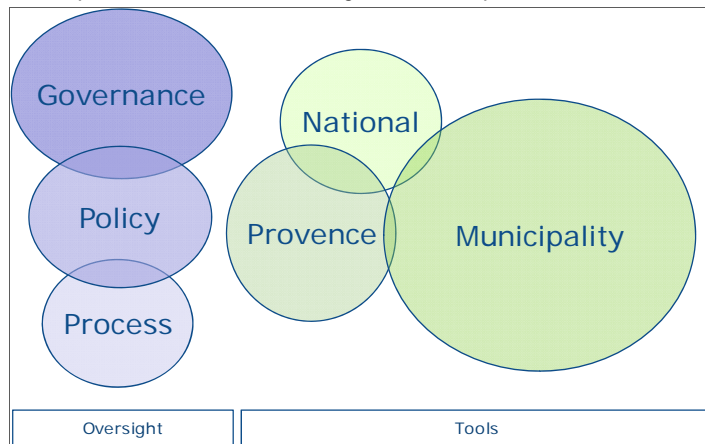 Governance
Policy
Process
National
Provence
Municipality
Oversight
Tools